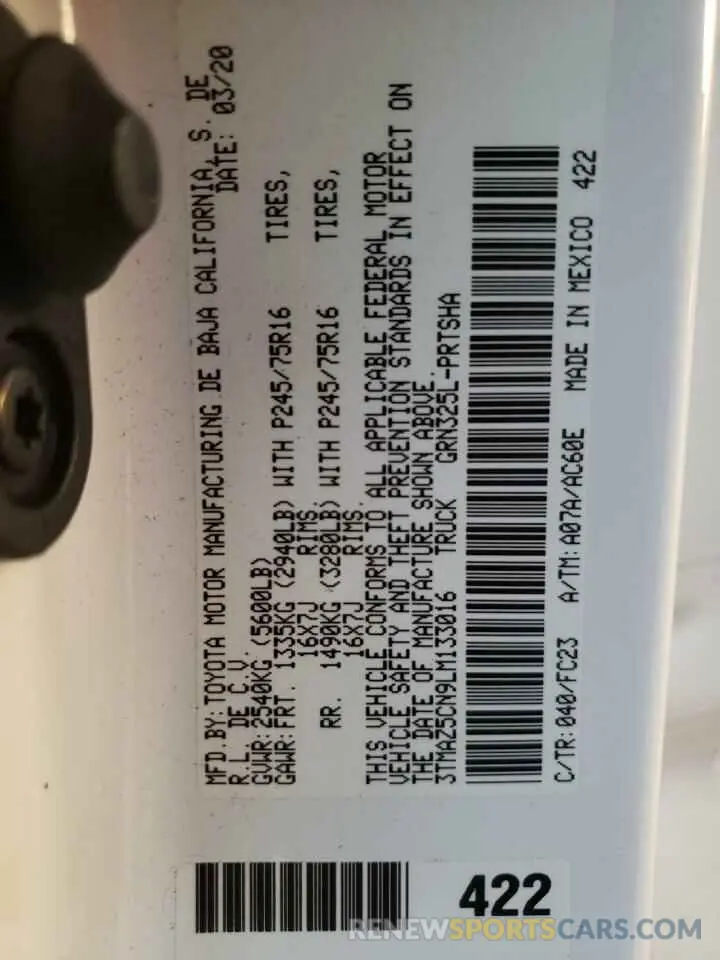 MFD.BY:TOYOTA MOTOR MANUFACTURING DE BAJA CALIFORNIA, S. DE
R.L. DE C.V. DATE: 03/20
GVWR:2540KG (5600LB)
GAWR:FRT. 1335KG (2940LB) WITH P245/75R16 TIRES,
16X7J RIMS.
RR. 1490KG (3280LB) WITH P245/75R16 TIRES,
16X7J RIMS.
THIS VEHICLE CONFORMS TO ALL APPLICABLE FEDERAL MOTOR
VEHICLE SAFETY AND THEFT PREVENTION STANDARDS IN EFFECT ON
THE DATE OF MANUFACTURE SHOWN ABOVE.
3TMAZ5CN9LM133016 TRUCK GRN325L-PRTSHA
C/TR:040/FC23 A/TM:A07A/AC60E MADE IN MEXICO 422
422
RENEWSPORTSCARS.COM